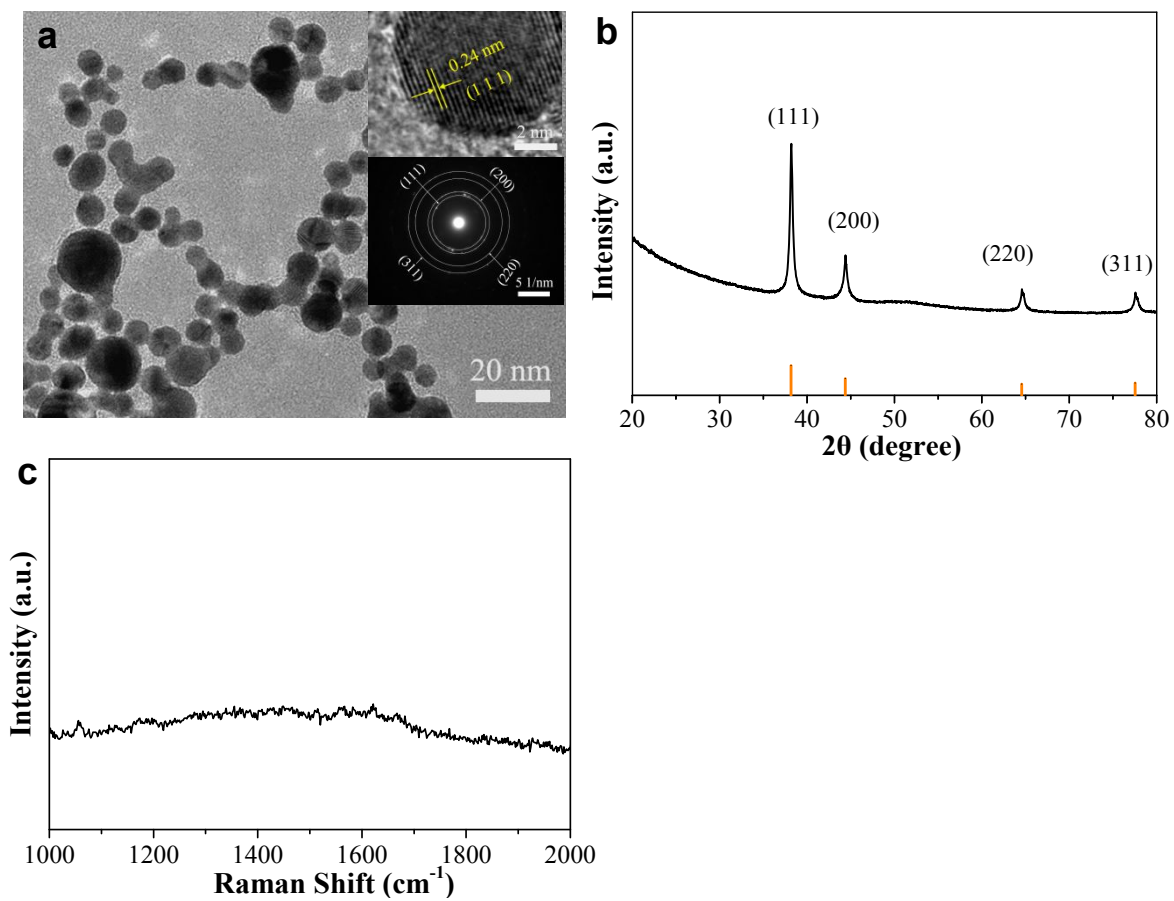 a
0.24 nm
(1 1 1)
2 nm
(111)
(200)
(311)
(220)
5 1/nm
20 nm
b
Intensity (a.u.)
(111)
(200)
(220)
(311)
20 30 40 50 60 70 80
2θ (degree)
c
Intensity (a.u.)
1000 1200 1400 1600 1800 2000
Raman Shift (cm⁻¹)